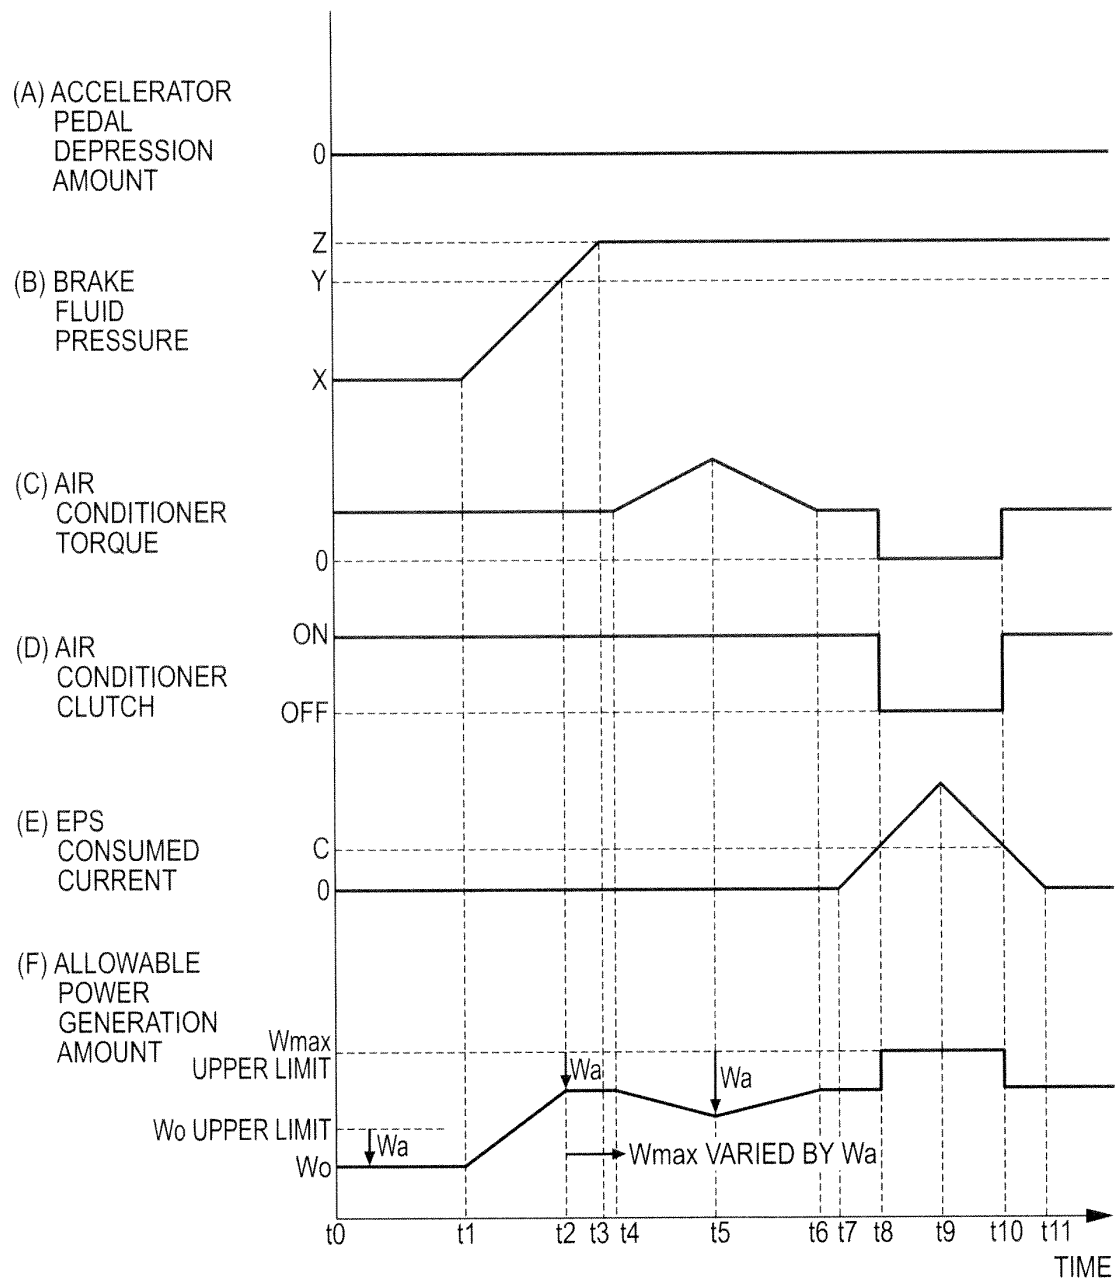 (A) ACCELERATOR
PEDAL
DEPRESSION
AMOUNT
0
(B) BRAKE
FLUID
PRESSURE
Z
Y
X
(C) AIR
CONDITIONER
TORQUE
0
(D) AIR
CONDITIONER
CLUTCH
ON
OFF
(E) EPS
CONSUMED
CURRENT
C
0
(F) ALLOWABLE
POWER
GENERATION
AMOUNT
Wmax
UPPER LIMIT
Wa
Wa
Wo UPPER LIMIT
Wa
Wo
Wmax VARIED BY Wa
t0 t1 t2 t3 t4 t5 t6 t7 t8 t9 t10 t11
TIME